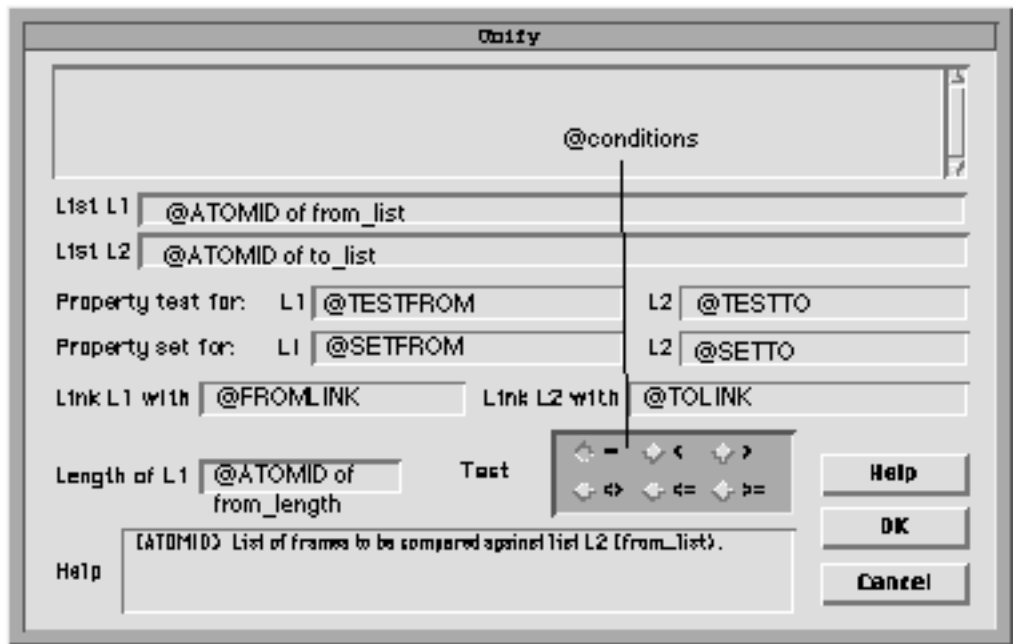 Unify
@conditions
List L1 @ATOMID of from_list
List L2 @ATOMID of to_list
Property test for: L1 @TESTFROM L2 @TESTTO
Property set for: L1 @SETFROM L2 @SETTO
Link L1 with @FROMLINK Link L2 with @TOLINK
Length of L1 @ATOMID of from_length
Test = < >
<> <= >=
Help
OK
Cancel
Help (ATOMID) List of frames to be compared against list L2 (from_list).